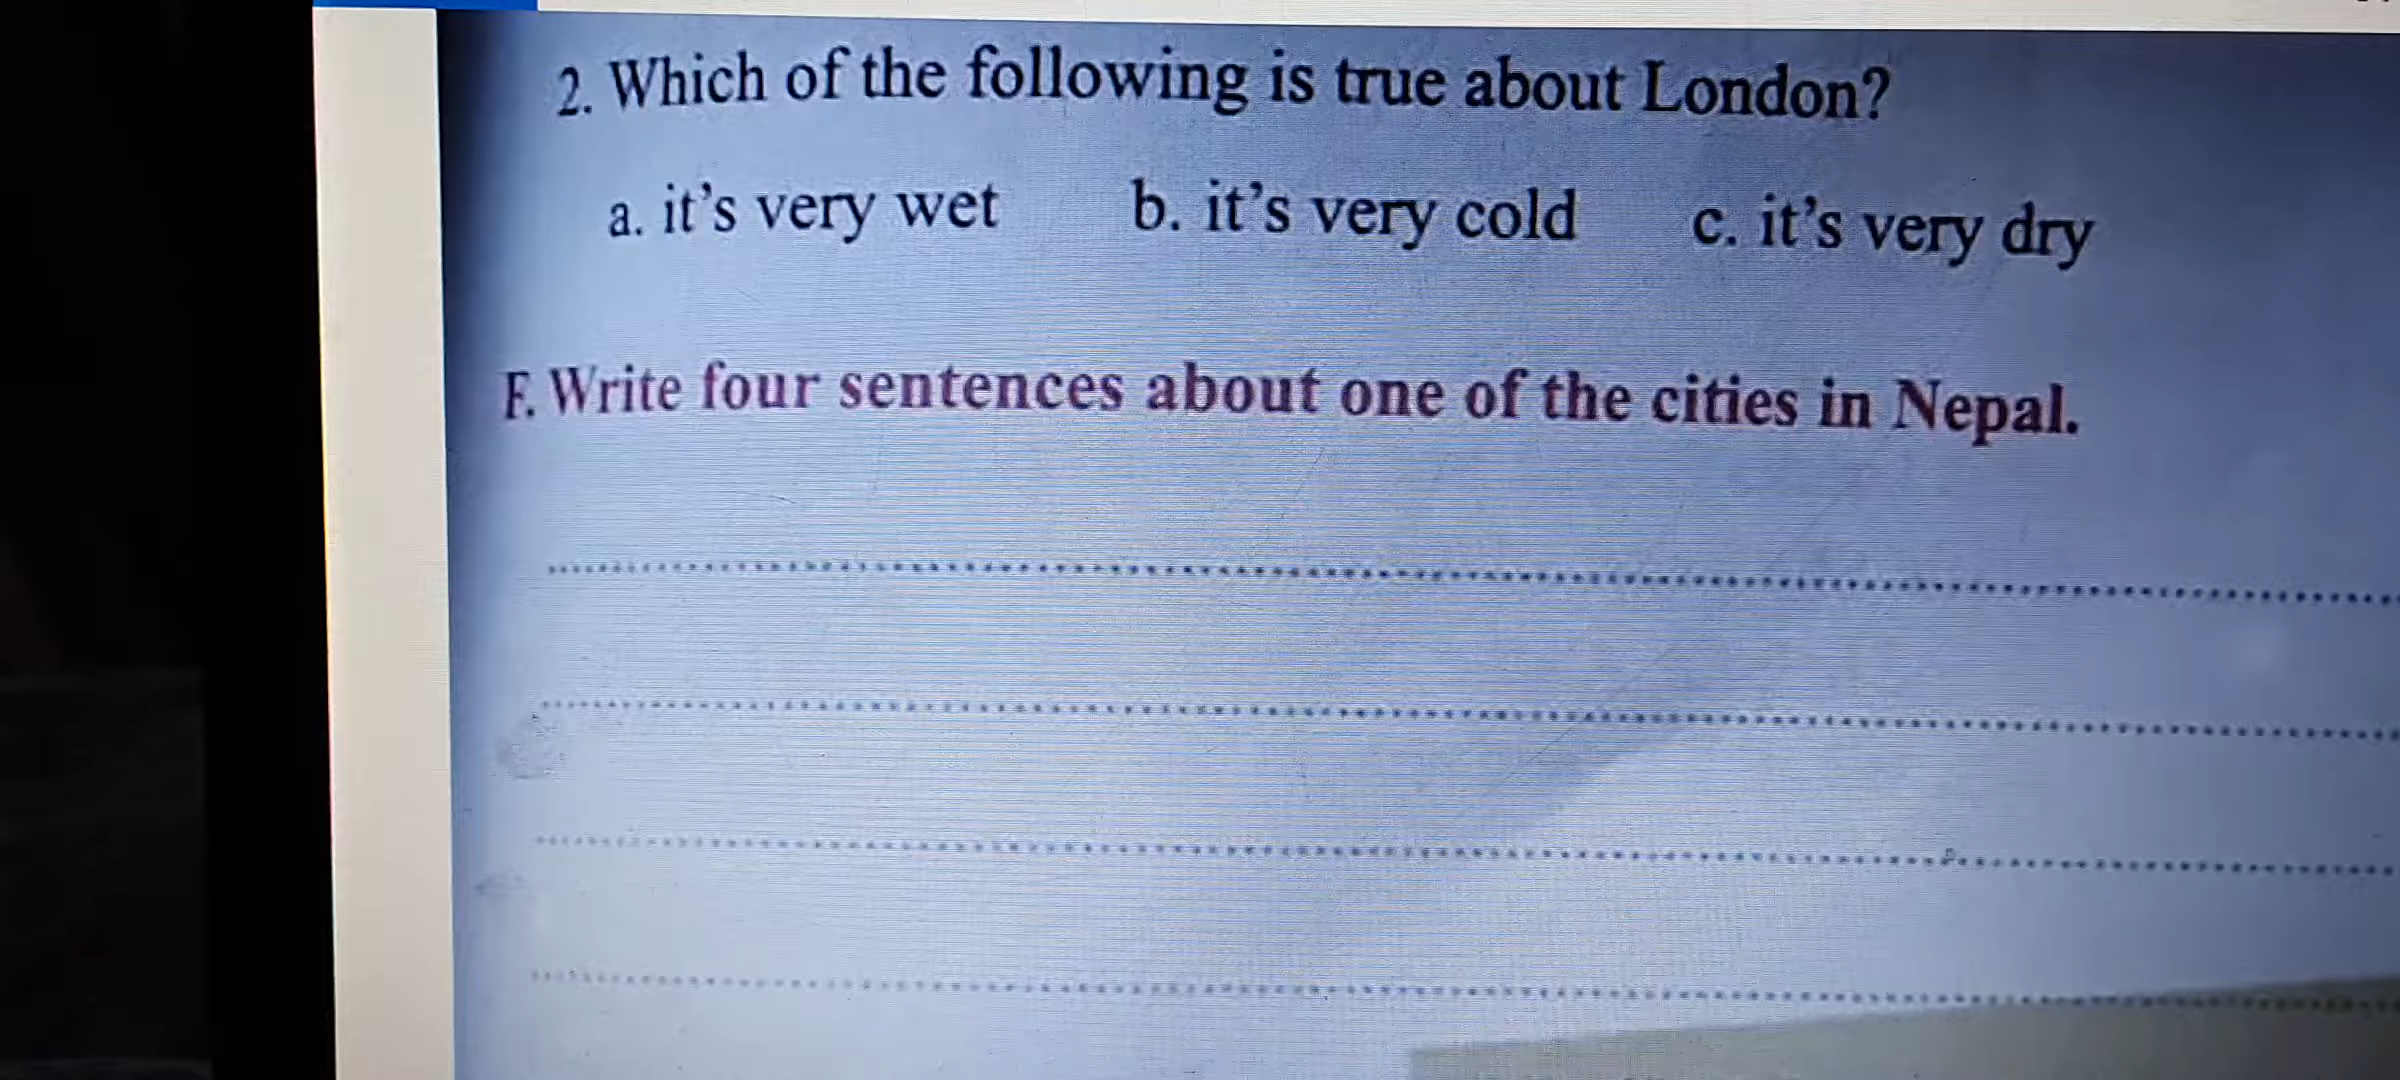 2. Which of the following is true about London?
a. it's very wet b. it's very cold c. it's very dry
F. Write four sentences about one of the cities in Nepal.